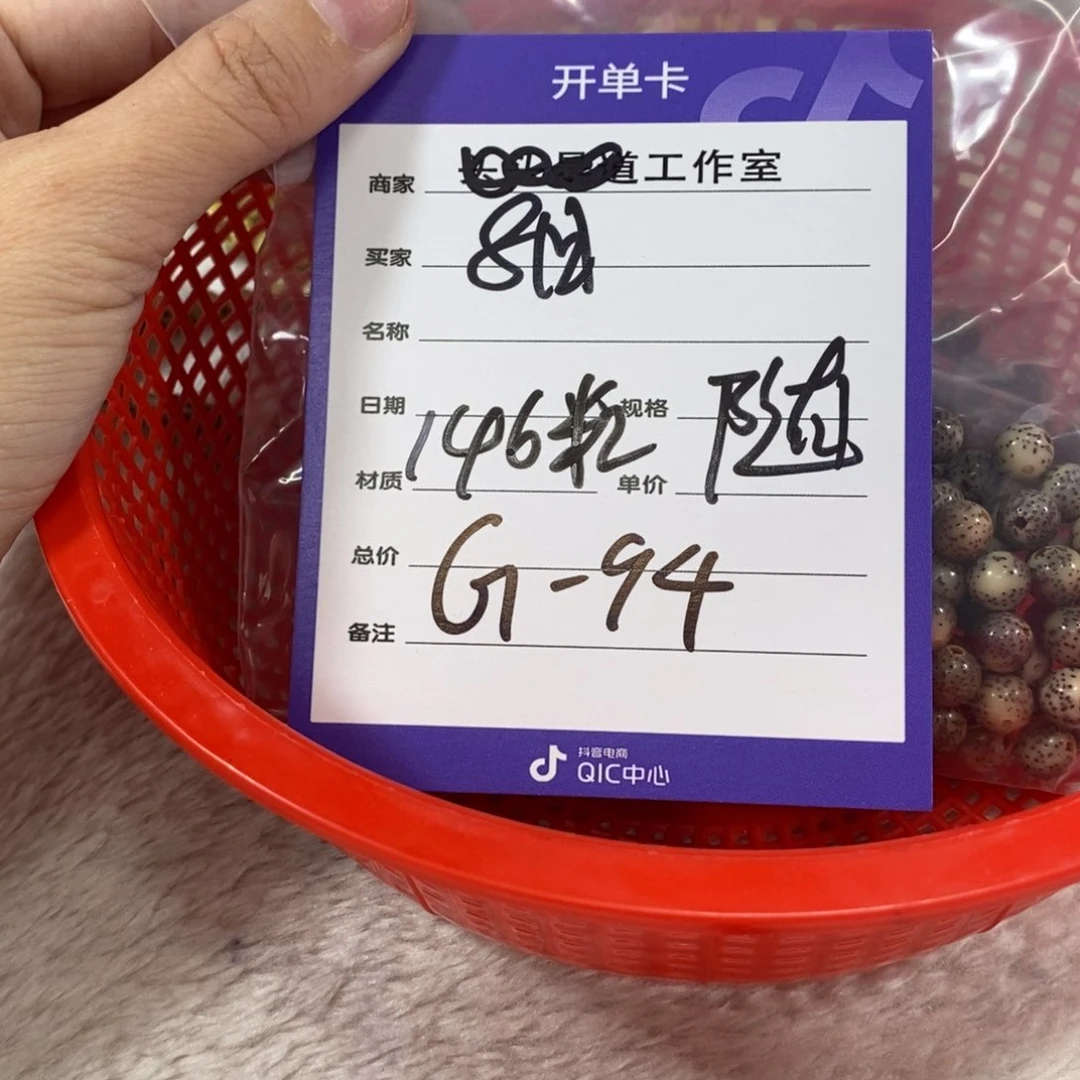 开单卡
商家 道工作室
买家 8位
名称
日期 规格
146粒 随
材质 单价
总价
G-94
备注
抖音电商
QIC中心